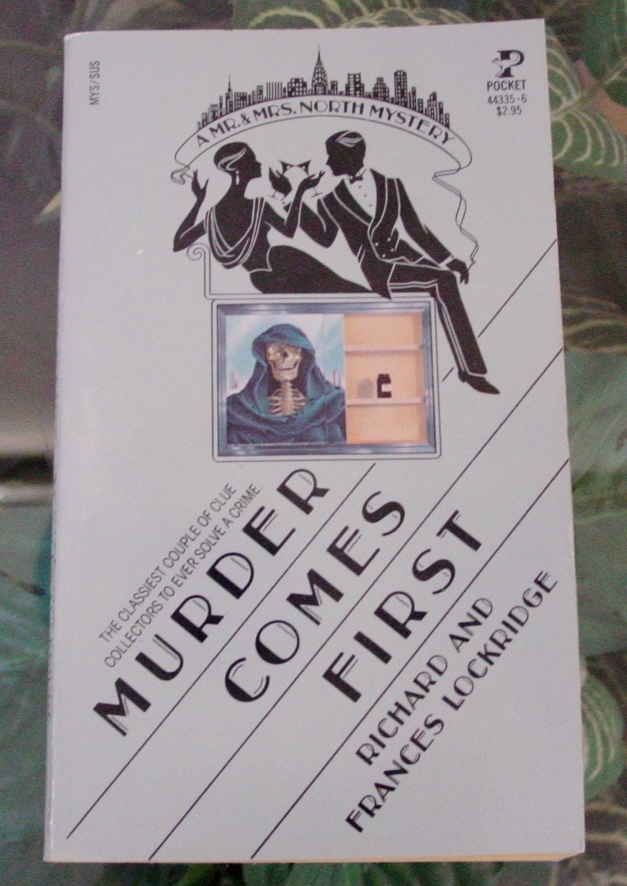 MYS/SUS
P
POCKET
44335-6
$2.95
A MR. & MRS. NORTH MYSTERY
THE CLASSIEST COUPLE OF CLUE
COLLECTORS TO EVER SOLVE A CRIME.
MURDER
COMES
FIRST
RICHARD AND
FRANCES LOCKRIDGE